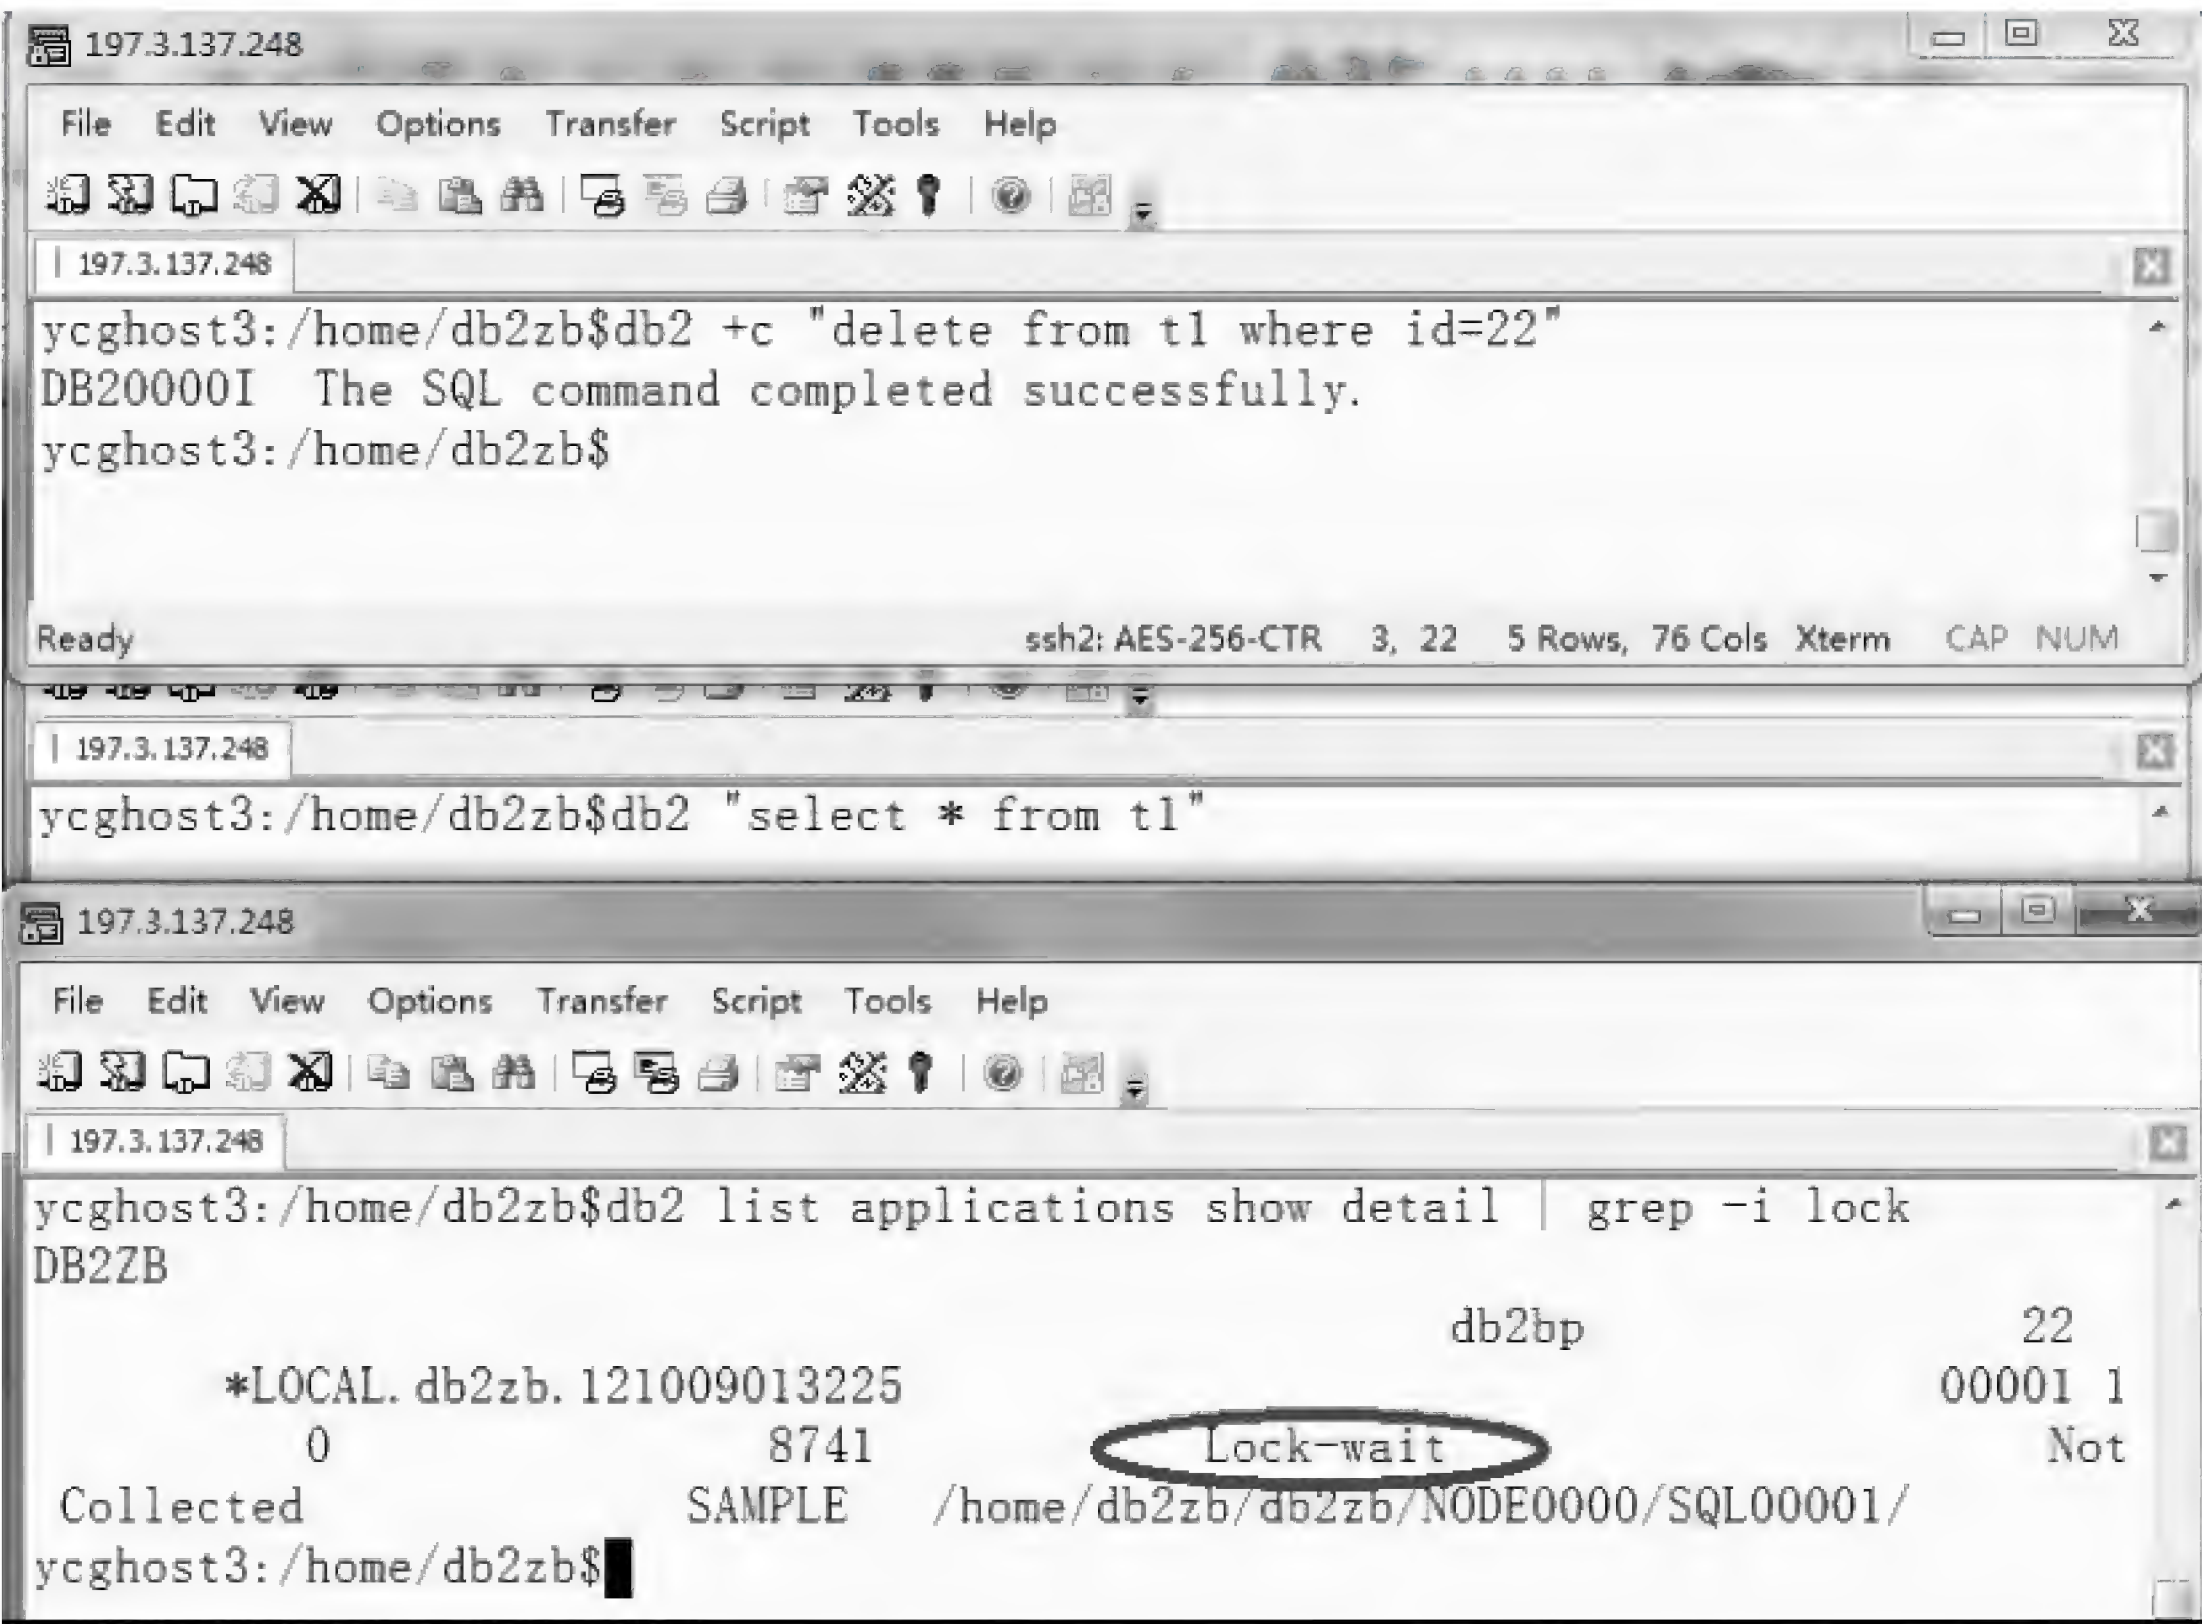 197.3.137.248
File Edit View Options Transfer Script Tools Help
197.3.137.248
ycghost3:/home/db2zb$db2 +c "delete from t1 where id=22"
DB20000I The SQL command completed successfully.
ycghost3:/home/db2zb$
Ready ssh2: AES-256-CTR 3, 22 5 Rows, 76 Cols Xterm CAP NUM
197.3.137.248
ycghost3:/home/db2zb$db2 "select * from t1"
197.3.137.248
File Edit View Options Transfer Script Tools Help
197.3.137.248
ycghost3:/home/db2zb$db2 list applications show detail | grep -i lock
DB2ZB
db2bp 22
*LOCAL.db2zb.121009013225 00001 1
0 8741 Lock-wait Not
Collected SAMPLE /home/db2zb/db2zb/NODE0000/SQL00001/
ycghost3:/home/db2zb$